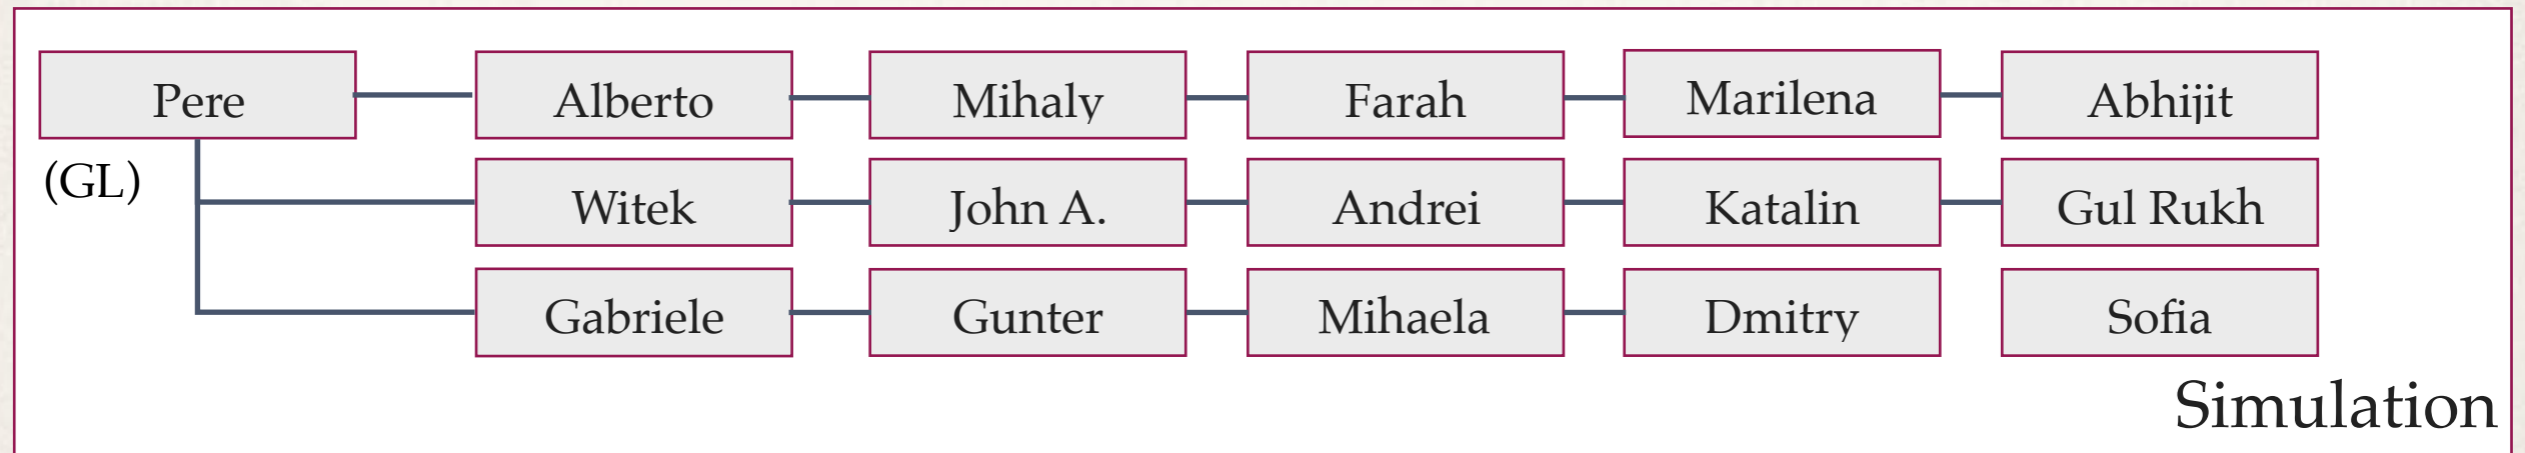 Pere Alberto Mihaly Farah Marilena Abhijit
(GL)
Witek John A. Andrei Katalin Gul Rukh
Gabriele Gunter Mihaela Dmitry Sofia
Simulation